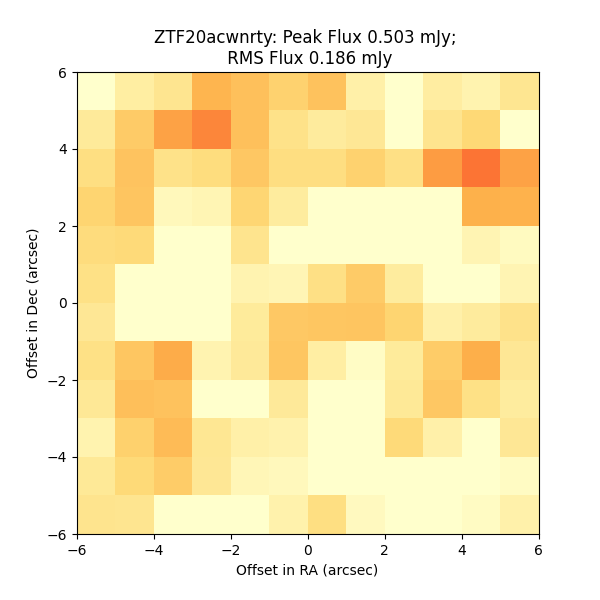 ZTF20acwnrty: Peak Flux 0.503 mJy;
RMS Flux 0.186 mJy
6
4
2
0
−2
−4
−6
Offset in Dec (arcsec)
−6 −4 −2 0 2 4 6
Offset in RA (arcsec)